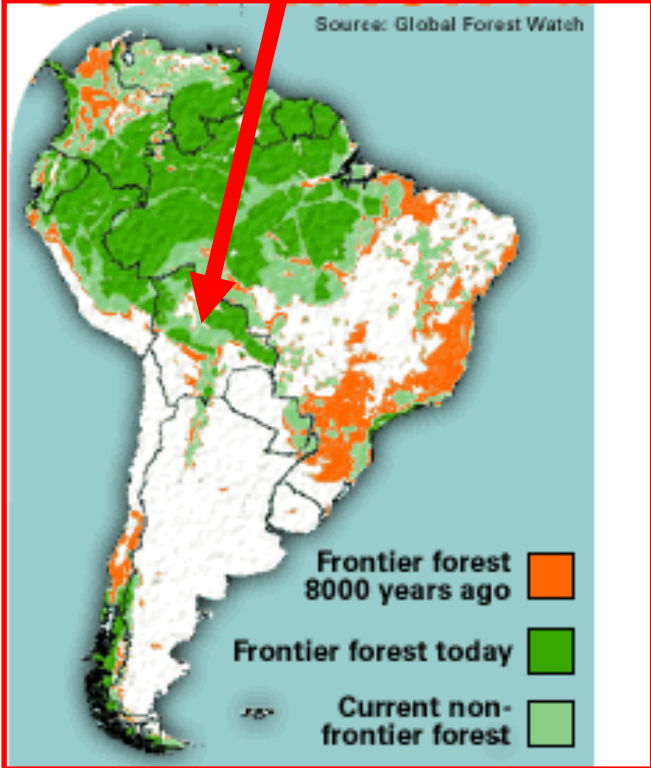 Source: Global Forest Watch
Frontier forest
8000 years ago
Frontier forest today
Current non-
frontier forest